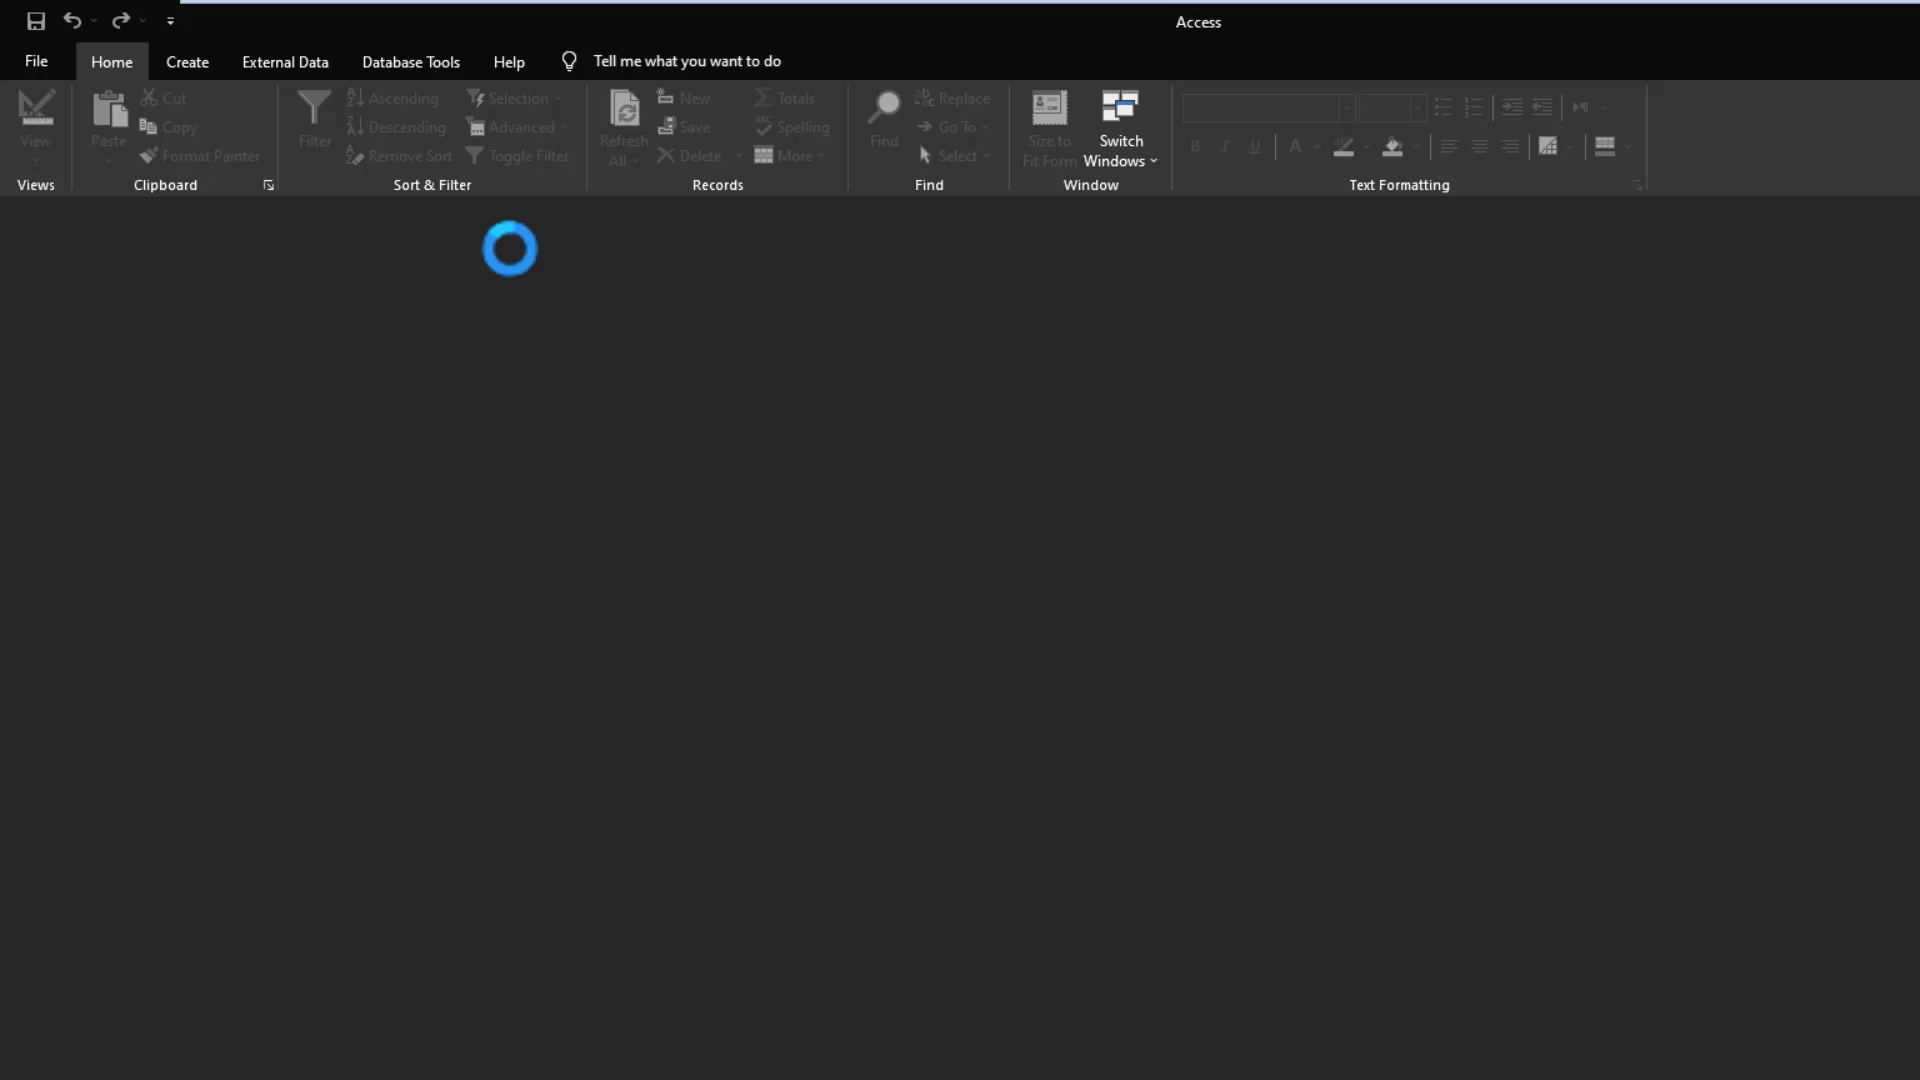 Access
File Home Create External Data Database Tools Help Tell me what you want to do
View
Paste
Cut
Copy
Format Painter
Filter
Ascending
Descending
Remove Sort
Selection
Advanced
Toggle Filter
Refresh
All
New
Save
Delete
Totals
Spelling
More
Find
Replace
Go To
Select
Size to
Fit Form
Switch
Windows
B I U A
Views Clipboard Sort & Filter Records Find Window Text Formatting